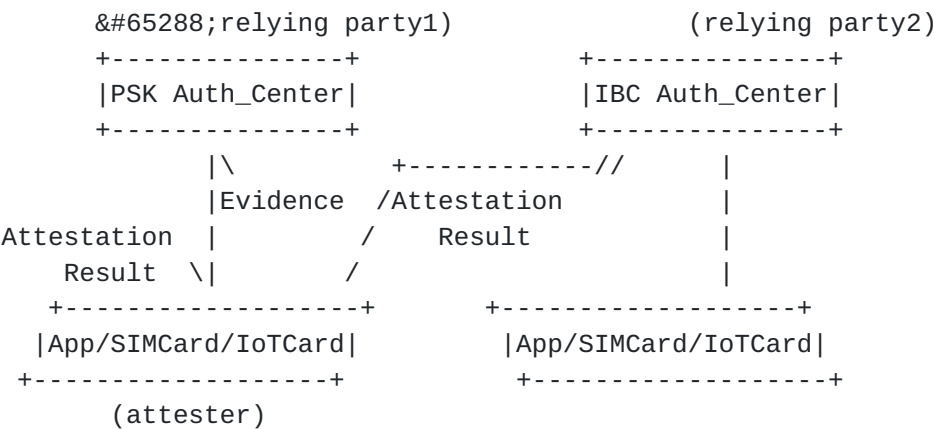 &#65288;relying party1) (relying party2)
+---------------+ +---------------+
|PSK Auth_Center| |IBC Auth_Center|
+---------------+ +---------------+
|\ +------------// |
|Evidence /Attestation |
Attestation | / Result |
Result \| / |
+-------------------+ +-------------------+
|App/SIMCard/IoTCard| |App/SIMCard/IoTCard|
+-------------------+ +-------------------+
(attester)